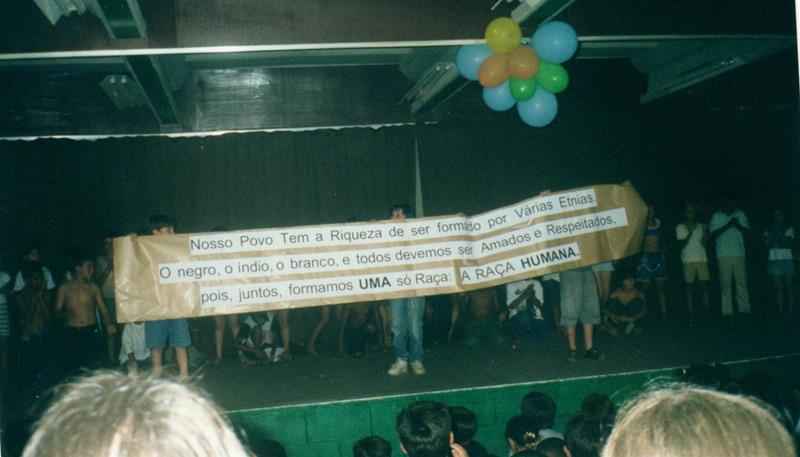 Nosso Povo Tem a Riqueza de ser formado por Várias Etnias.
O negro, o indio, o branco, e todos devemos ser Amados e Respeitados,
pois, juntos, formamos UMA só Raça: A RAÇA HUMANA.